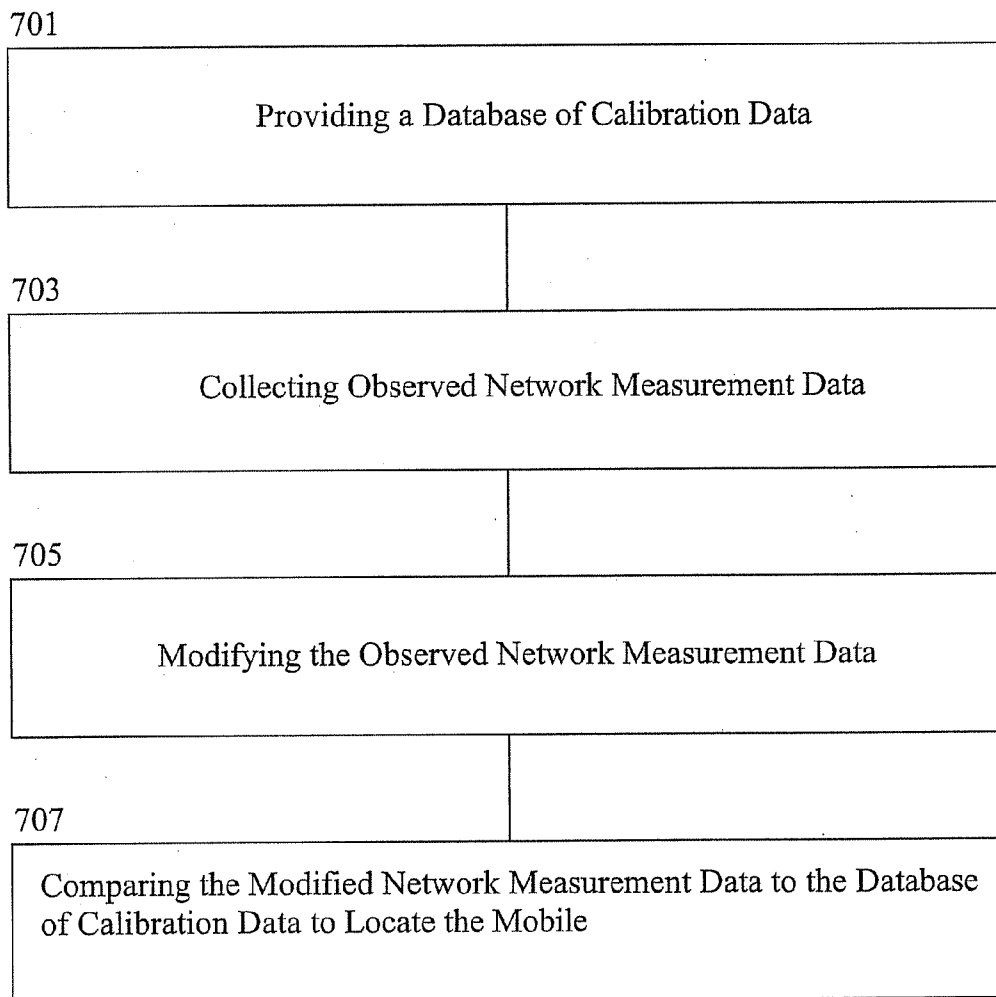 701
Providing a Database of Calibration Data
703
Collecting Observed Network Measurement Data
705
Modifying the Observed Network Measurement Data
707
Comparing the Modified Network Measurement Data to the Database
of Calibration Data to Locate the Mobile